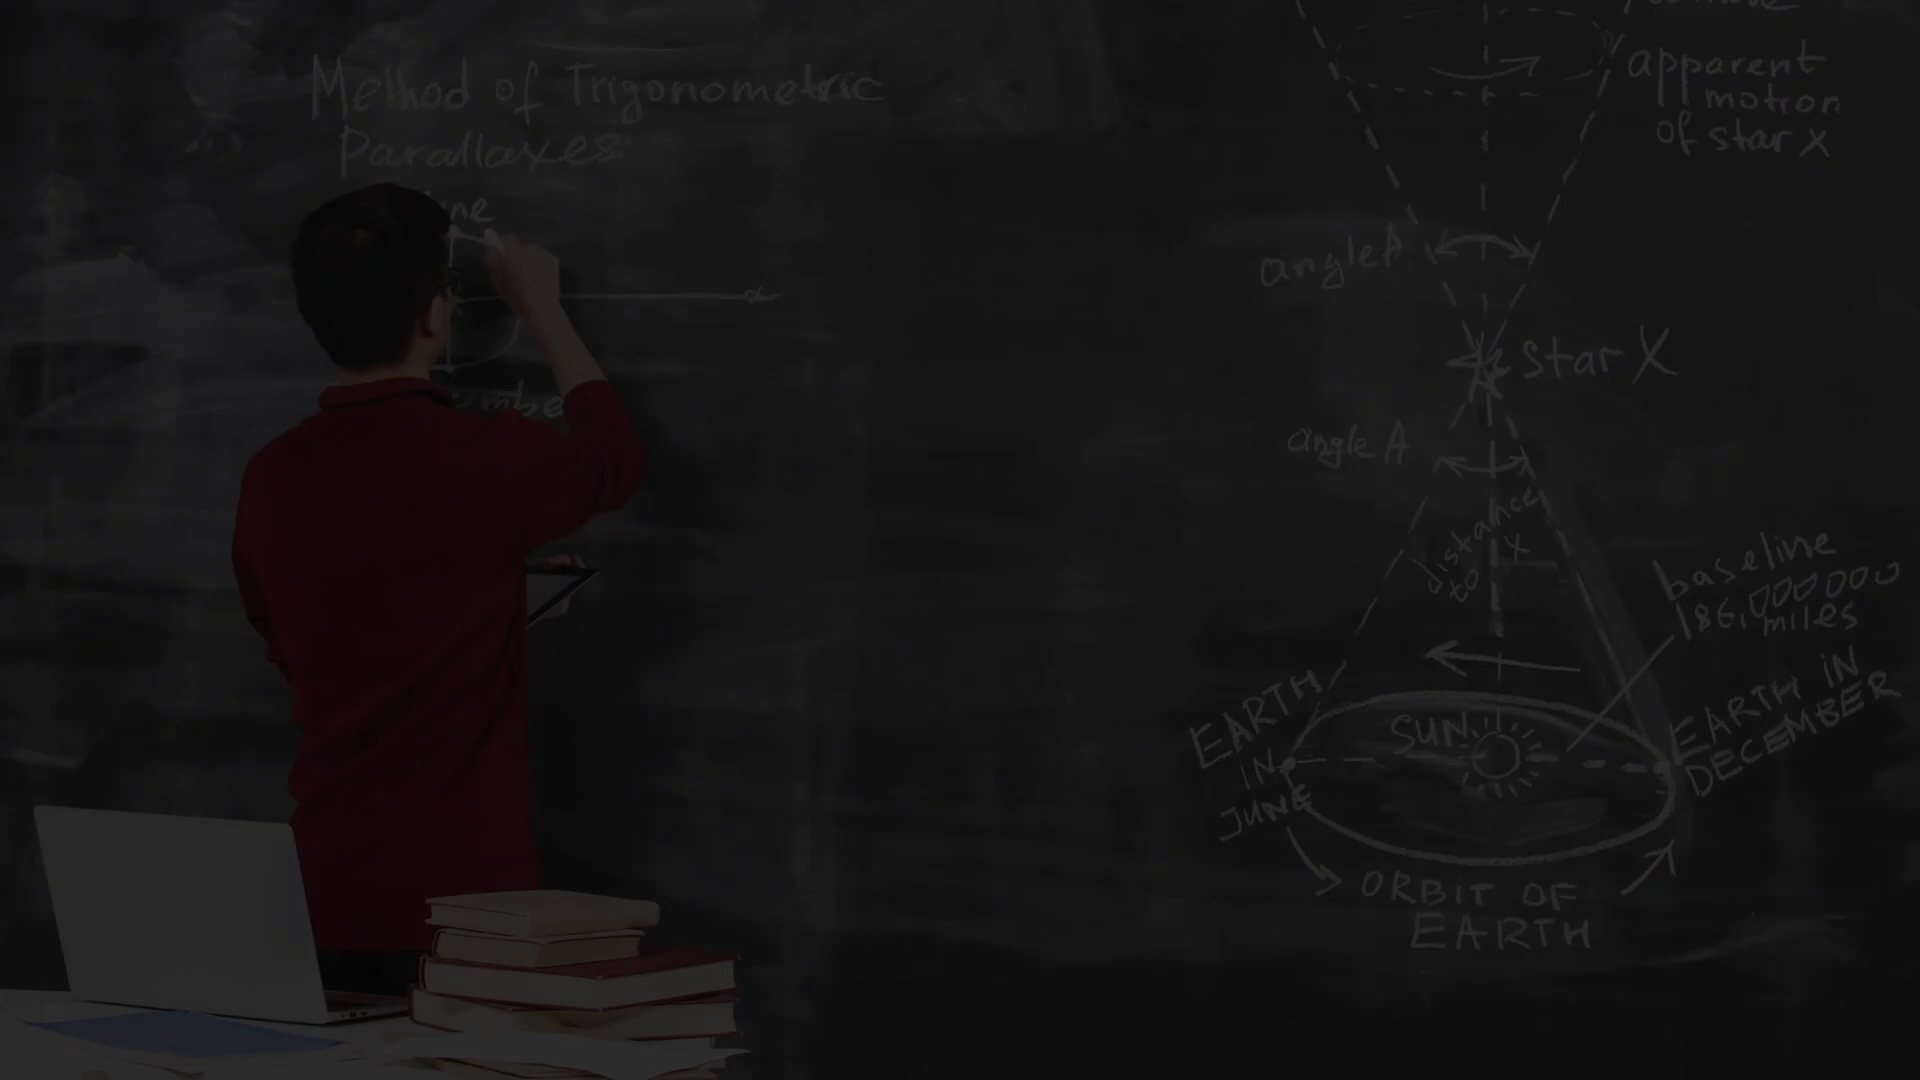 Method of Trigonometric
Parallaxes:
apparent
motion
of star X
angle A
star X
angle A
distance
to X
baseline
186,000000
miles
EARTH
IN
JUNE
SUN
EARTH IN
DECEMBER
ORBIT OF
EARTH